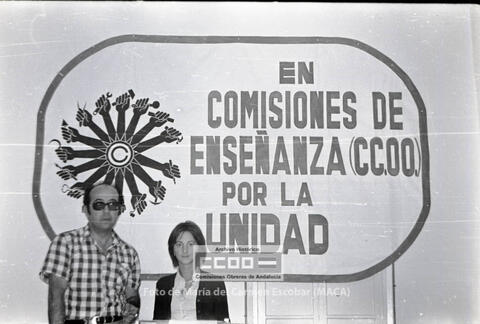 EN
COMISIONES DE
ENSEÑANZA (CC.OO.)
POR LA
UNIDAD
Archivo Histórico
CCOO
Comisiones Obreras de Andalucía
(Foto de María del Carmen Escobar (MACA)